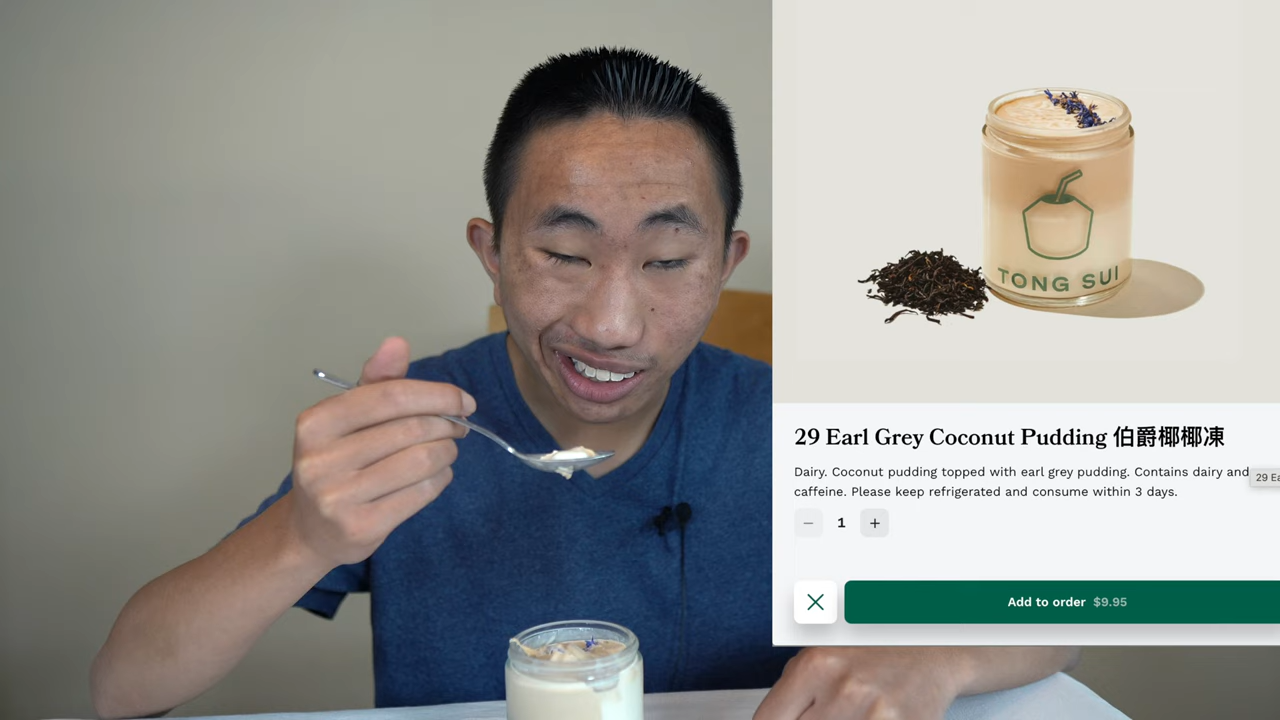 TONG SUI
29 Earl Grey Coconut Pudding 伯爵椰椰凍
Dairy. Coconut pudding topped with earl grey pudding. Contains dairy and
caffeine. Please keep refrigerated and consume within 3 days.
29 Ea
− 1 +
Add to order $9.95